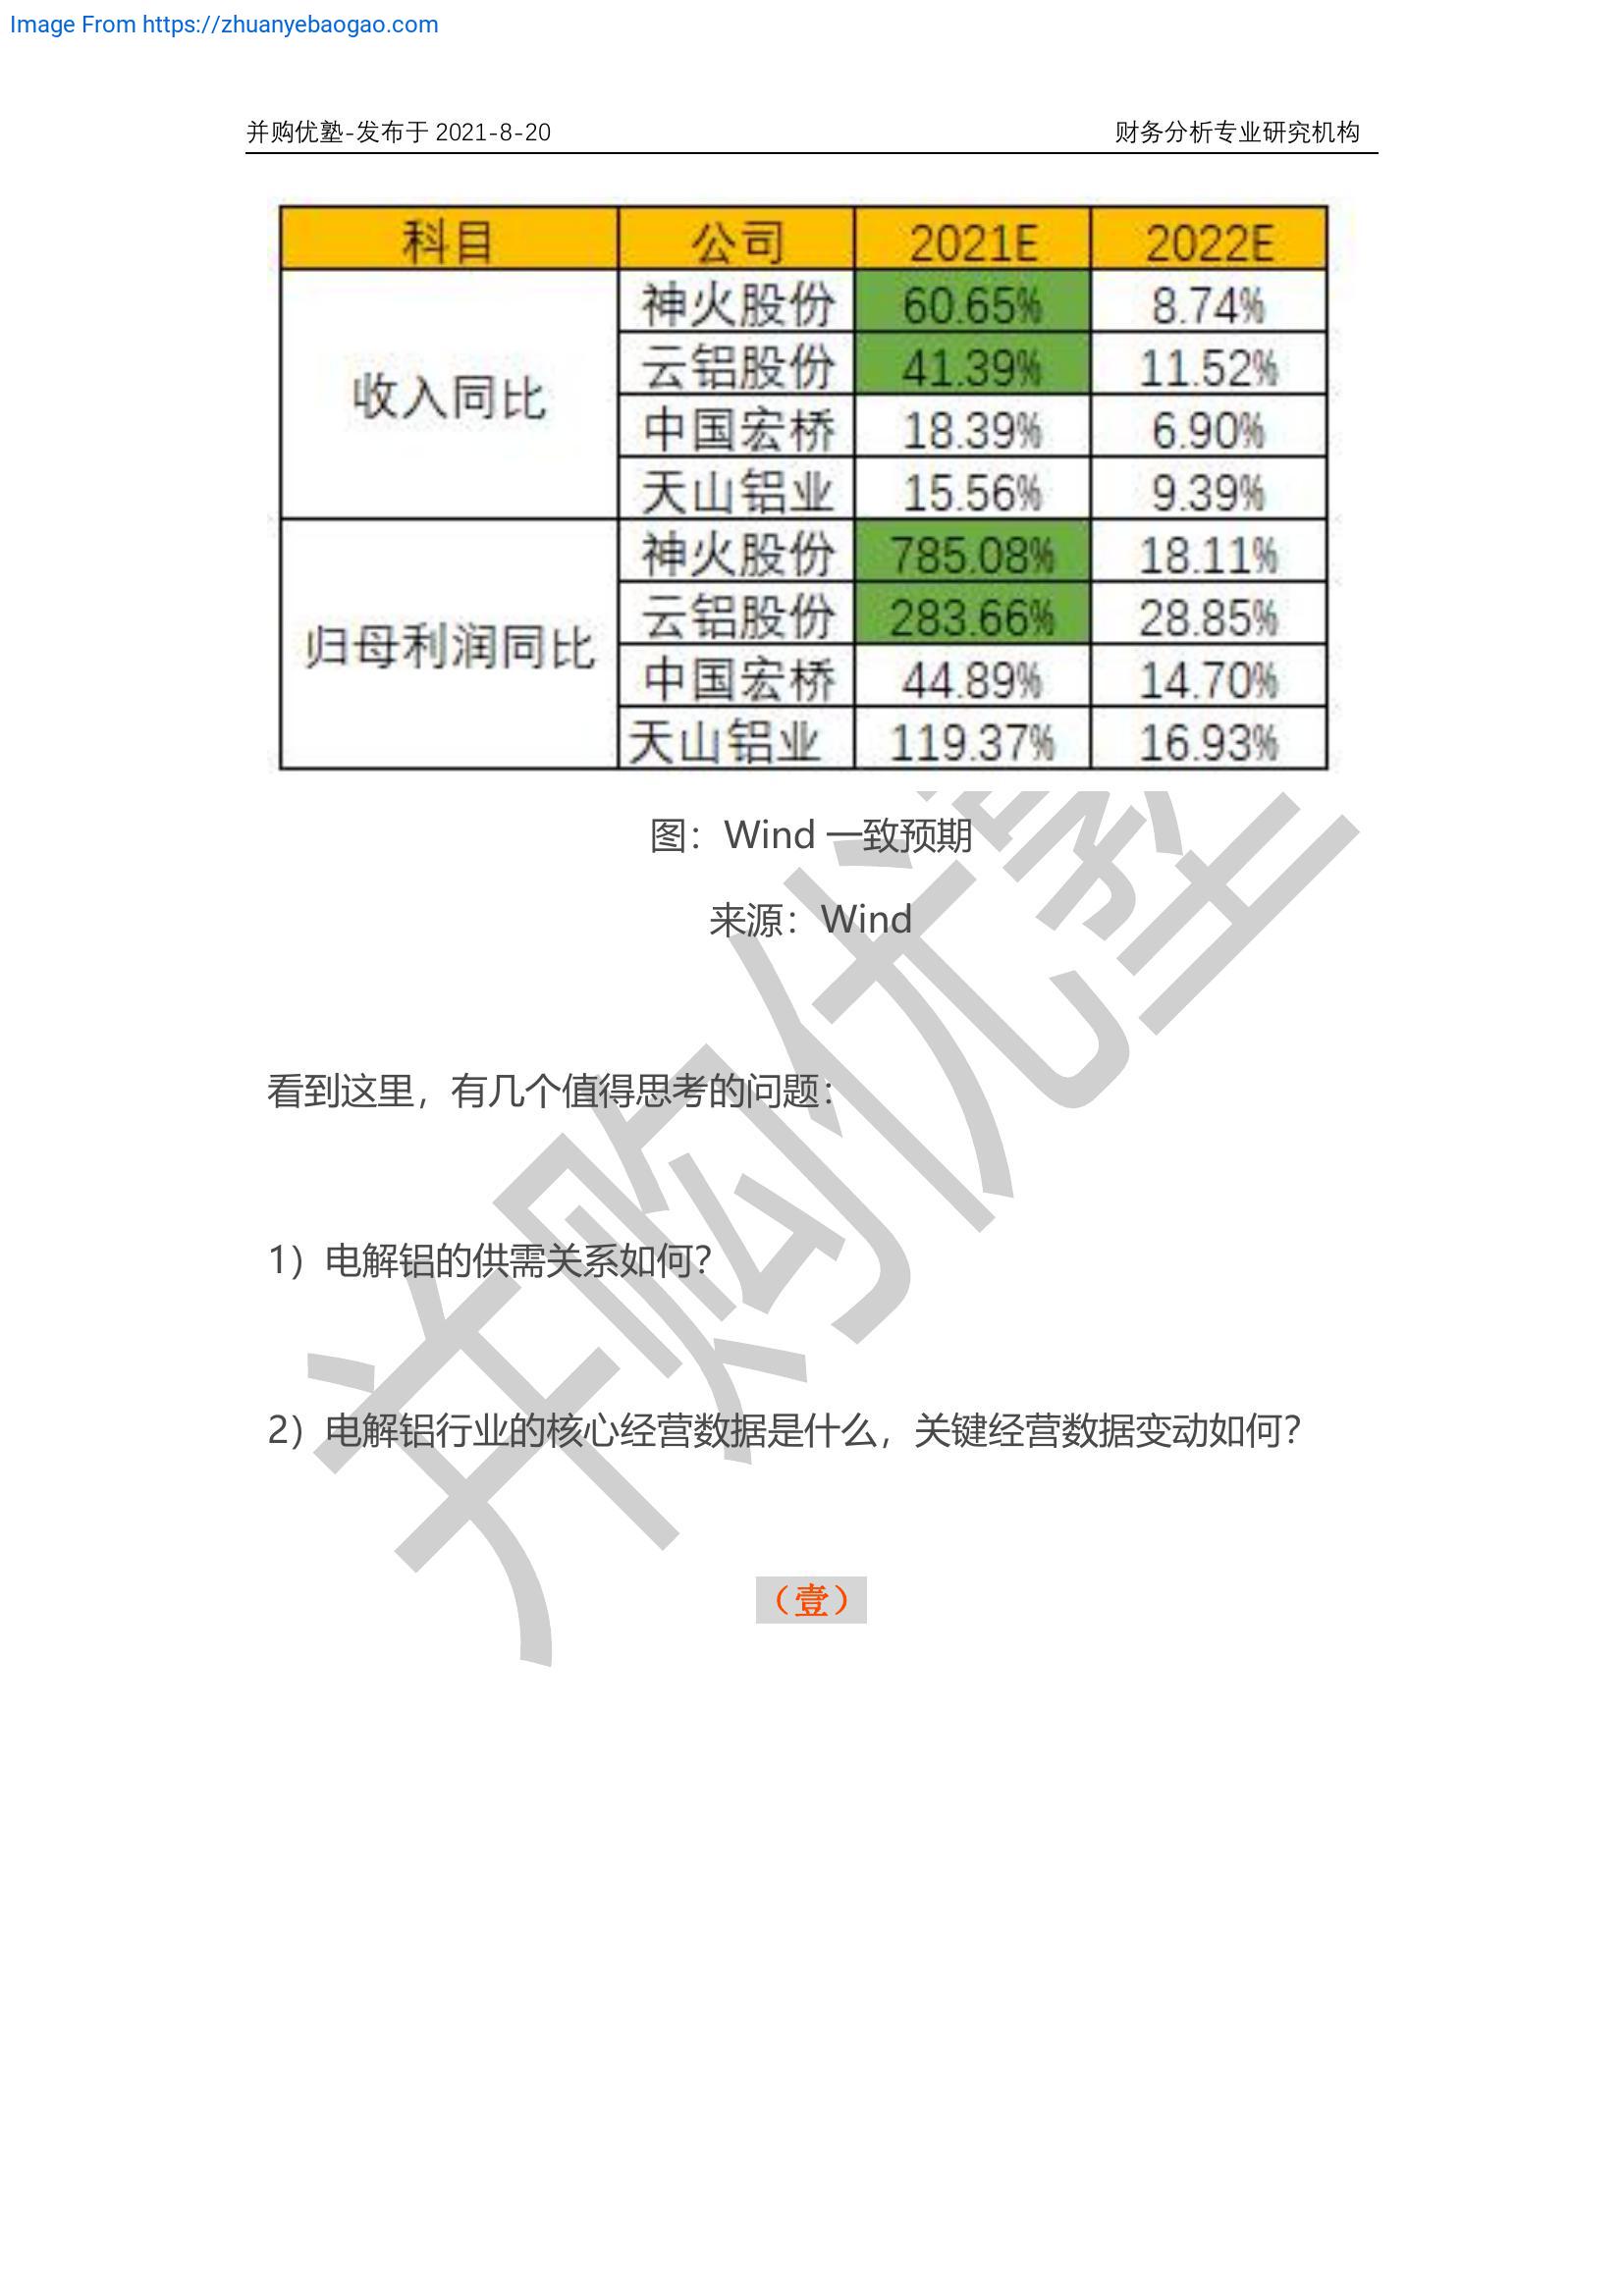 Image From https://zhuanyebaogao.com
并购优塾-发布于 2021-8-20 财务分析专业研究机构
科目 公司 2021E 2022E
收入同比
神火股份 60.65% 8.74%
云铝股份 41.39% 11.52%
中国宏桥 18.39% 6.90%
天山铝业 15.56% 9.39%
归母利润同比
神火股份 785.08% 18.11%
云铝股份 283.66% 28.85%
中国宏桥 44.89% 14.70%
天山铝业 119.37% 16.93%
图：Wind 一致预期
来源：Wind
看到这里，有几个值得思考的问题：
1）电解铝的供需关系如何？
2）电解铝行业的核心经营数据是什么，关键经营数据变动如何？
（壹）
并购优塾